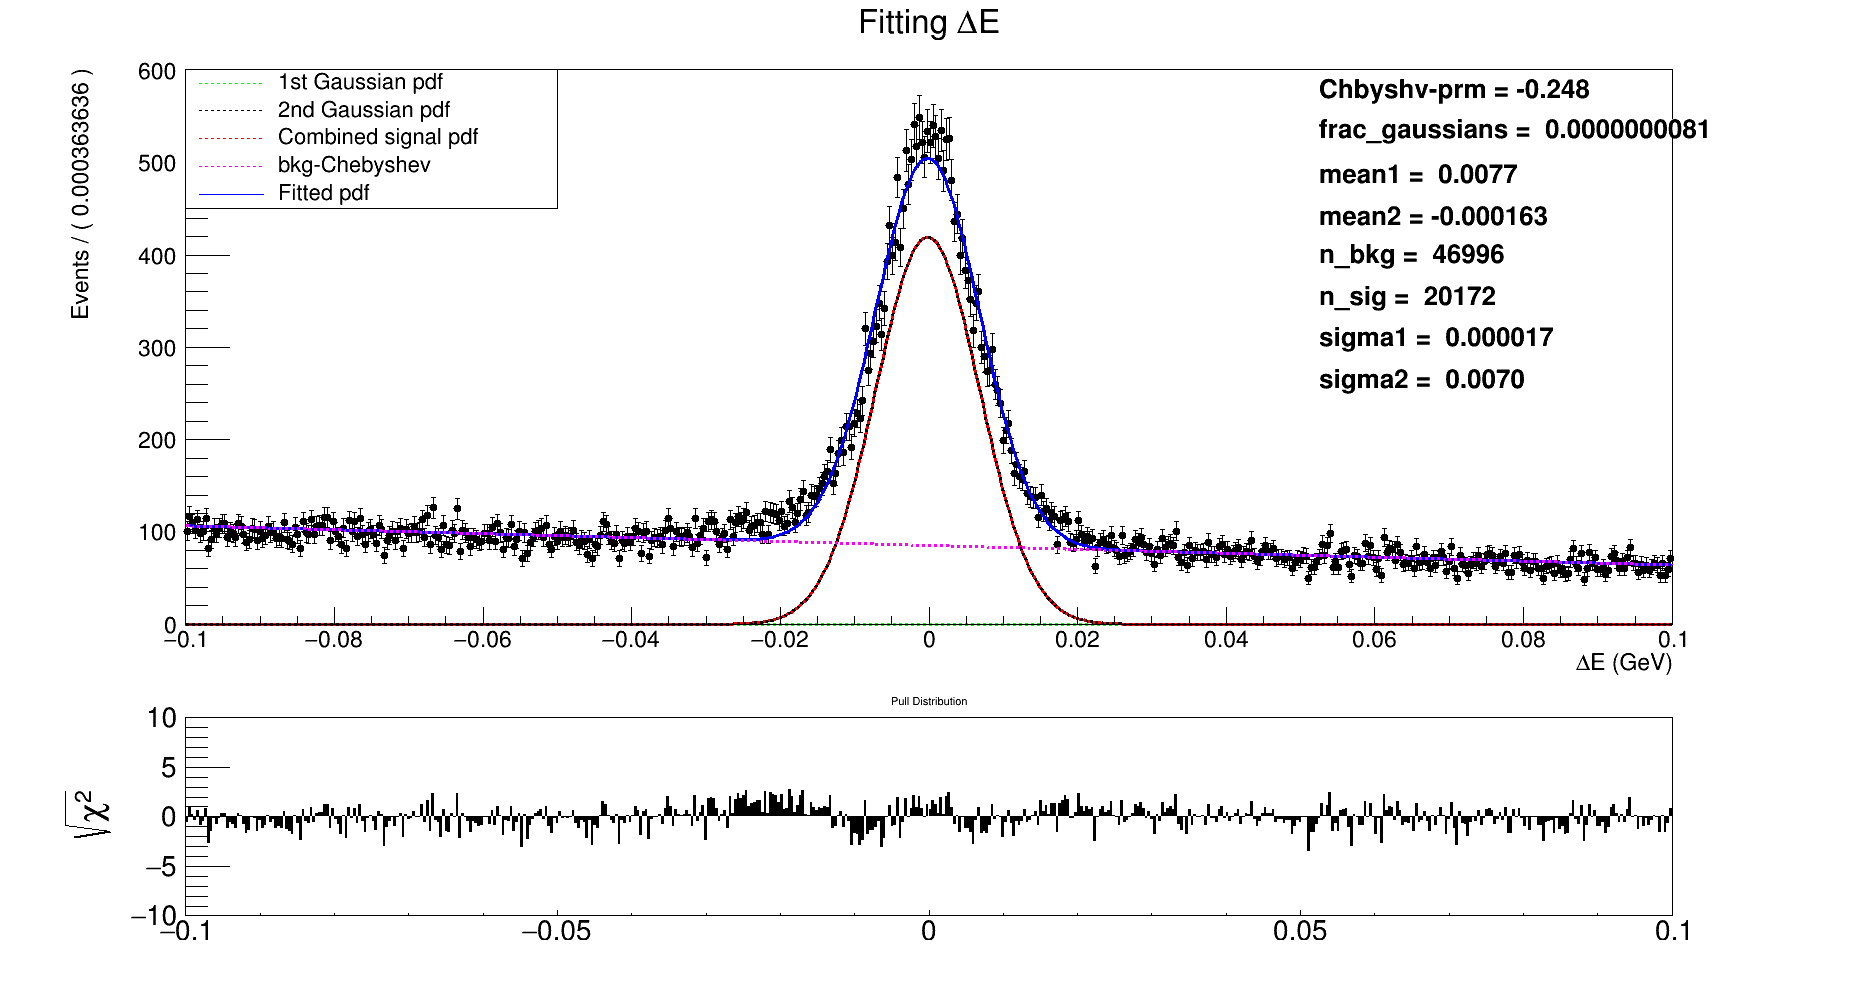 Fitting ΔE
Events / ( 0.000363636 )
600
500
400
300
200
100
0
1st Gaussian pdf
2nd Gaussian pdf
Combined signal pdf
bkg-Chebyshev
Fitted pdf
Chbyshv-prm = -0.248
frac_gaussians = 0.0000000081
mean1 = 0.0077
mean2 = -0.000163
n_bkg = 46996
n_sig = 20172
sigma1 = 0.000017
sigma2 = 0.0070
−0.1 −0.08 −0.06 −0.04 −0.02 0 0.02 0.04 0.06 0.08 0.1
ΔE (GeV)
Pull Distribution
√χ²
10
5
0
−5
−10
−0.1 −0.05 0 0.05 0.1